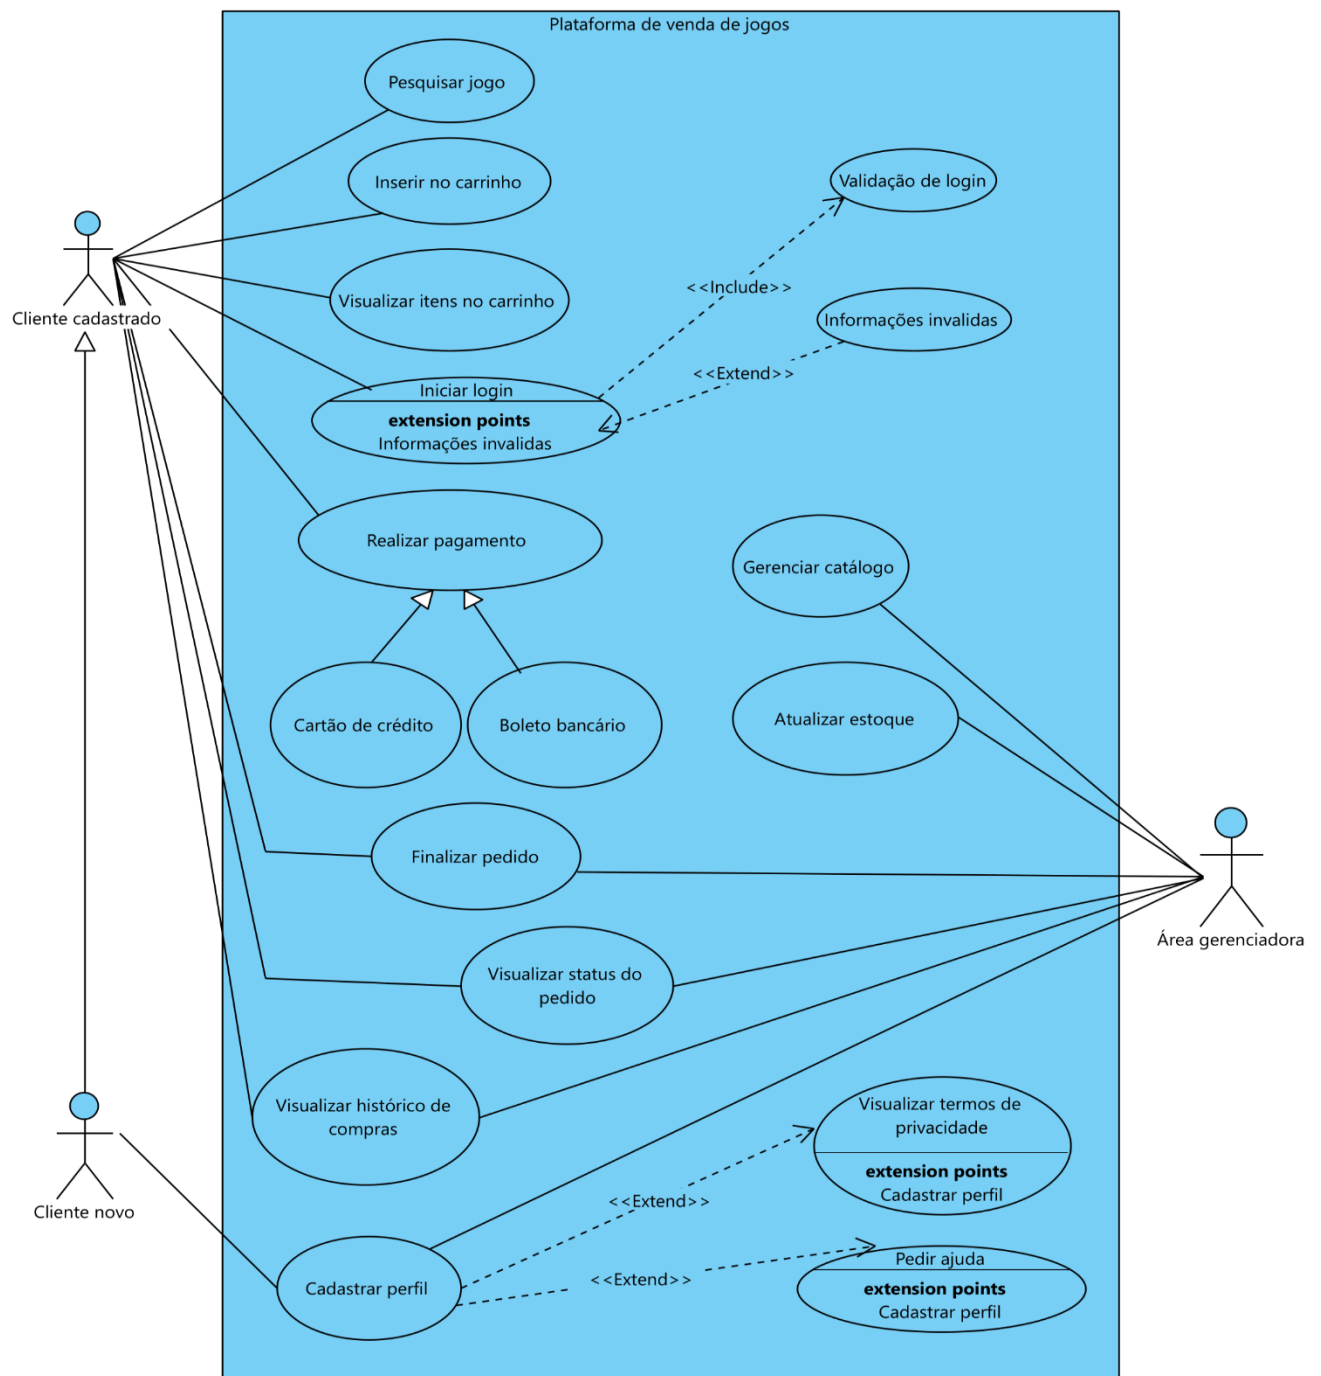 Plataforma de venda de jogos
Pesquisar jogo
Inserir no carrinho
Validação de login
Cliente cadastrado
Visualizar itens no carrinho
<<Include>>
Informações invalidas
<<Extend>>
Iniciar login
extension points
Informações invalidas
Realizar pagamento
Gerenciar catálogo
Cartão de crédito
Boleto bancário
Atualizar estoque
Finalizar pedido
Área gerenciadora
Visualizar status do
pedido
Visualizar histórico de
compras
Visualizar termos de
privacidade
extension points
Cadastrar perfil
<<Extend>>
Cliente novo
Cadastrar perfil
<<Extend>>
Pedir ajuda
extension points
Cadastrar perfil